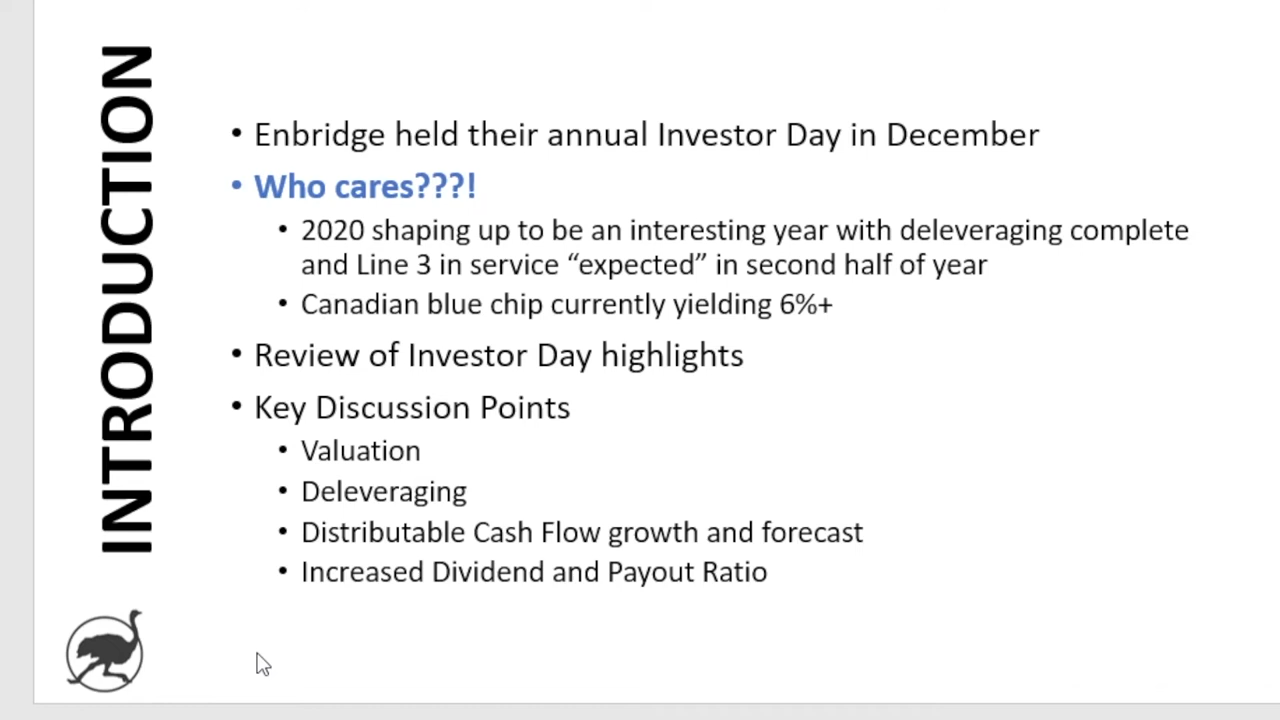 INTRODUCTION
• Enbridge held their annual Investor Day in December
• Who cares???!
• 2020 shaping up to be an interesting year with deleveraging complete
and Line 3 in service “expected” in second half of year
• Canadian blue chip currently yielding 6%+
• Review of Investor Day highlights
• Key Discussion Points
• Valuation
• Deleveraging
• Distributable Cash Flow growth and forecast
• Increased Dividend and Payout Ratio